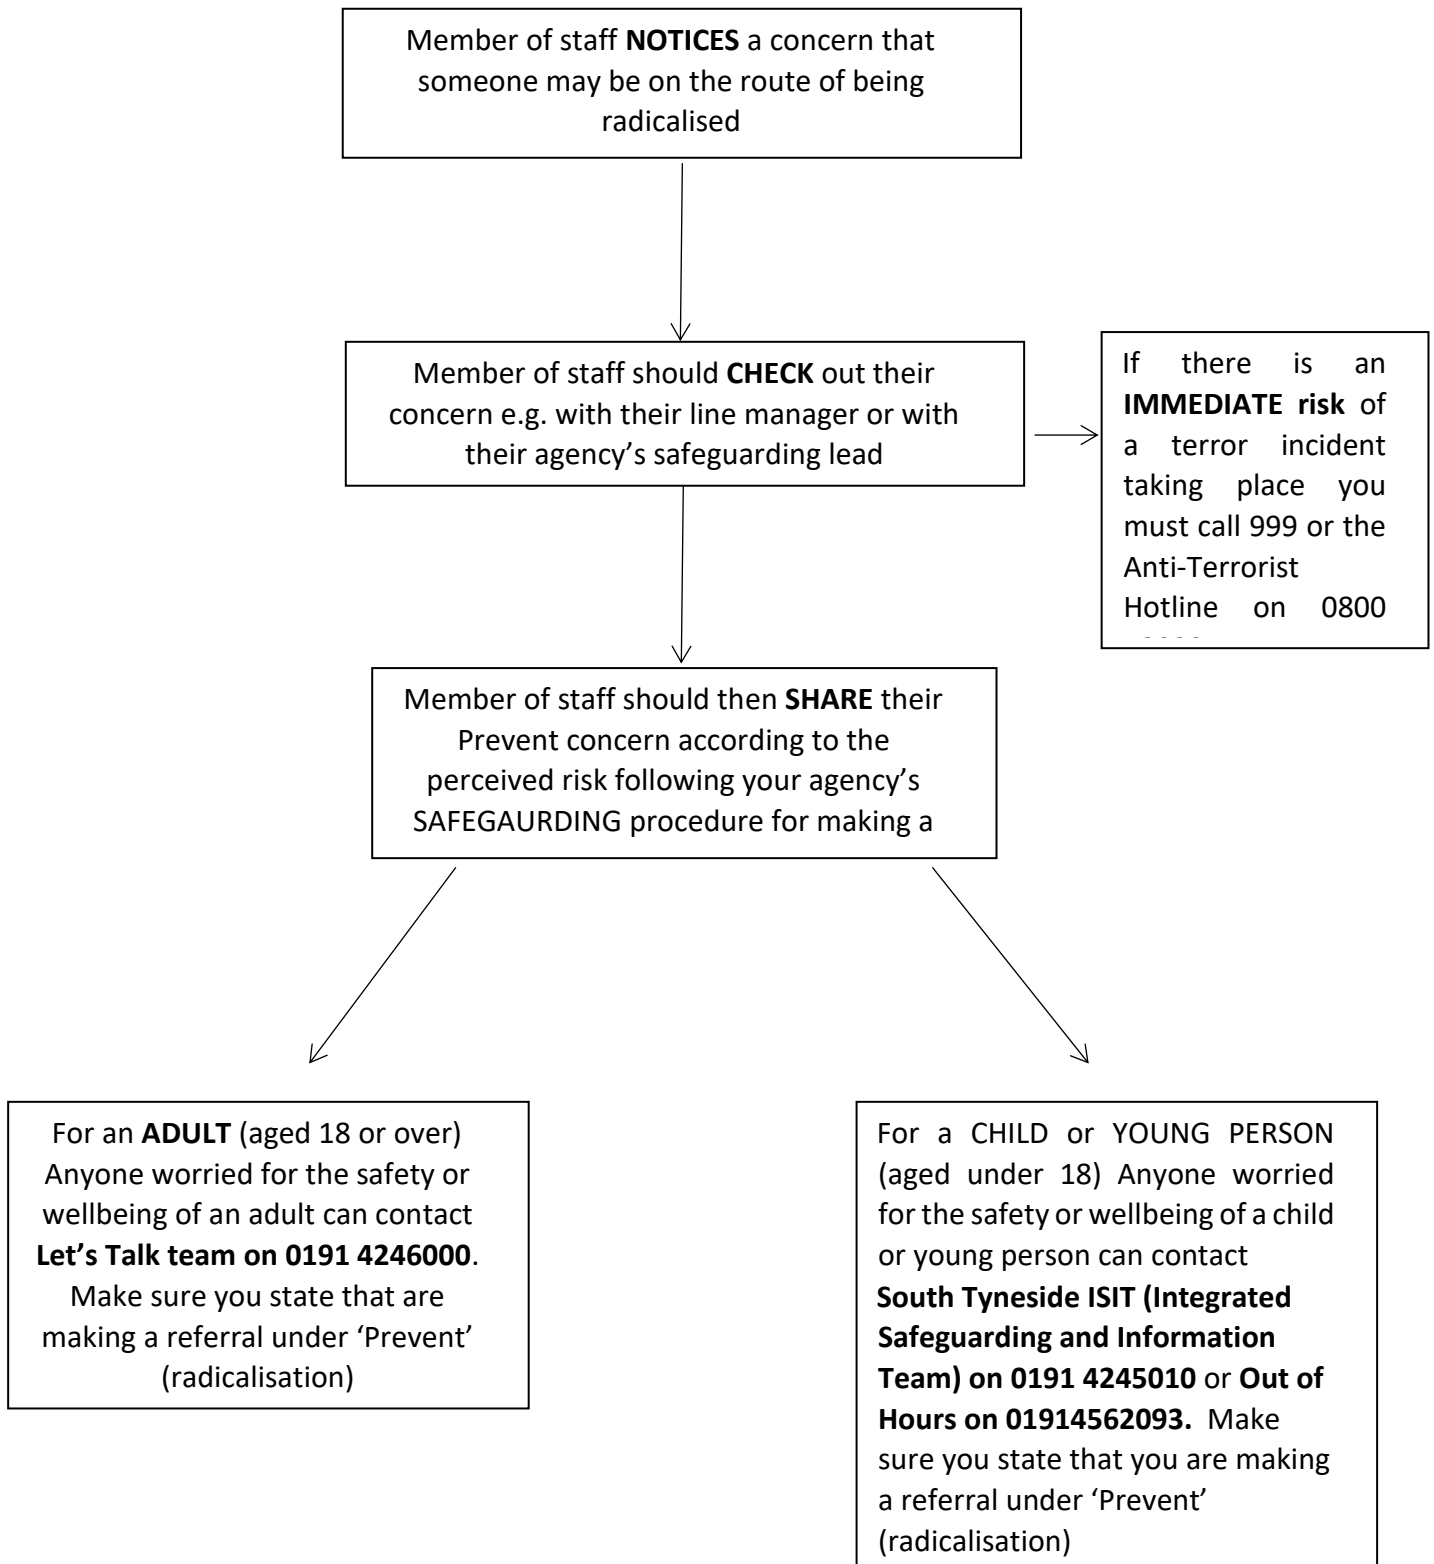 Member of staff NOTICES a concern that
someone may be on the route of being
radicalised
Member of staff should CHECK out their
concern e.g. with their line manager or with
their agency’s safeguarding lead
If there is an
IMMEDIATE risk of
a terror incident
taking place you
must call 999 or the
Anti-Terrorist
Hotline on 0800
Member of staff should then SHARE their
Prevent concern according to the
perceived risk following your agency’s
SAFEGAURDING procedure for making a
For an ADULT (aged 18 or over)
Anyone worried for the safety or
wellbeing of an adult can contact
Let’s Talk team on 0191 4246000.
Make sure you state that are
making a referral under ‘Prevent’
(radicalisation)
For a CHILD or YOUNG PERSON
(aged under 18) Anyone worried
for the safety or wellbeing of a child
or young person can contact
South Tyneside ISIT (Integrated
Safeguarding and Information
Team) on 0191 4245010 or Out of
Hours on 01914562093. Make
sure you state that you are making
a referral under ‘Prevent’
(radicalisation)